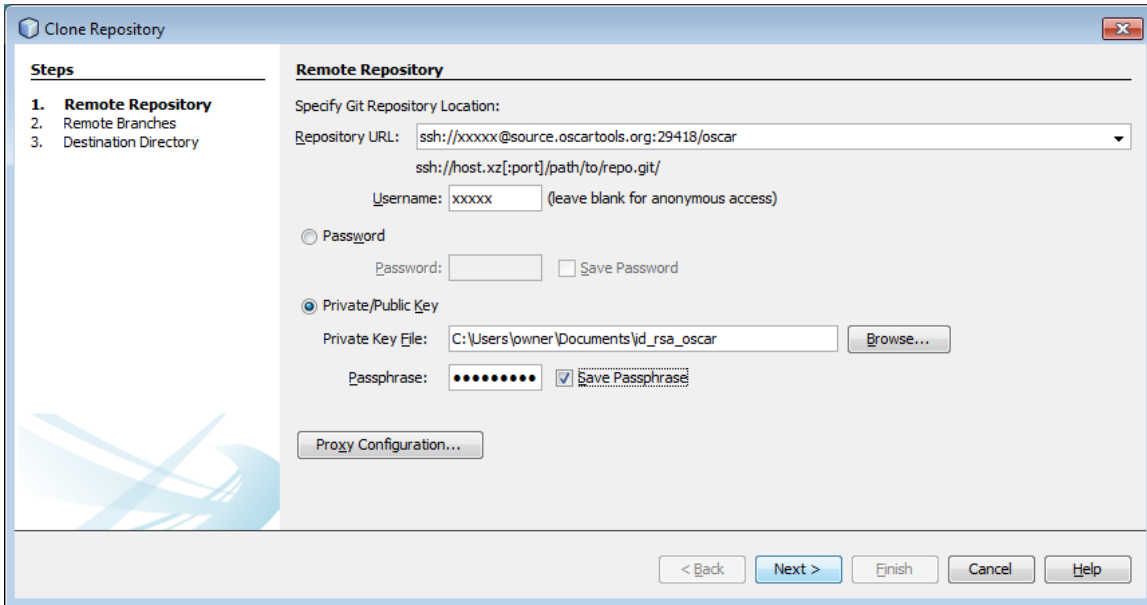 Clone Repository
Steps
1. Remote Repository
2. Remote Branches
3. Destination Directory
Remote Repository
Specify Git Repository Location:
Repository URL: ssh://xxxxx@source.oscartools.org:29418/oscar
ssh://host.xz[:port]/path/to/repo.git/
Username: xxxxx (leave blank for anonymous access)
Password
Password: Save Password
Private/Public Key
Private Key File: C:\Users\owner\Documents\id_rsa_oscar Browse...
Passphrase: ●●●●●●●●● Save Passphrase
Proxy Configuration...
< Back Next > Finish Cancel Help